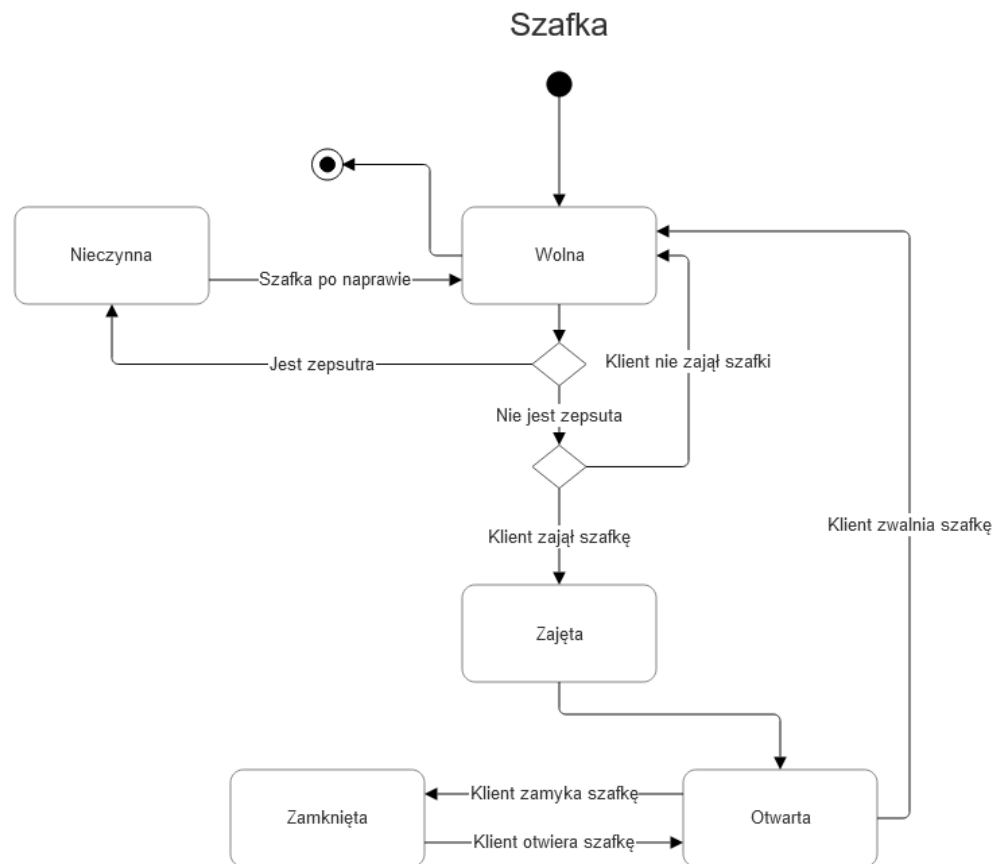 Szafka
Nieczynna
Wolna
Szafka po naprawie
Jest zepsutra
Klient nie zajął szafki
Nie jest zepsuta
Klient zwalnia szafkę
Klient zajął szafkę
Zajęta
Klient zamyka szafkę
Zamknięta
Otwarta
Klient otwiera szafkę